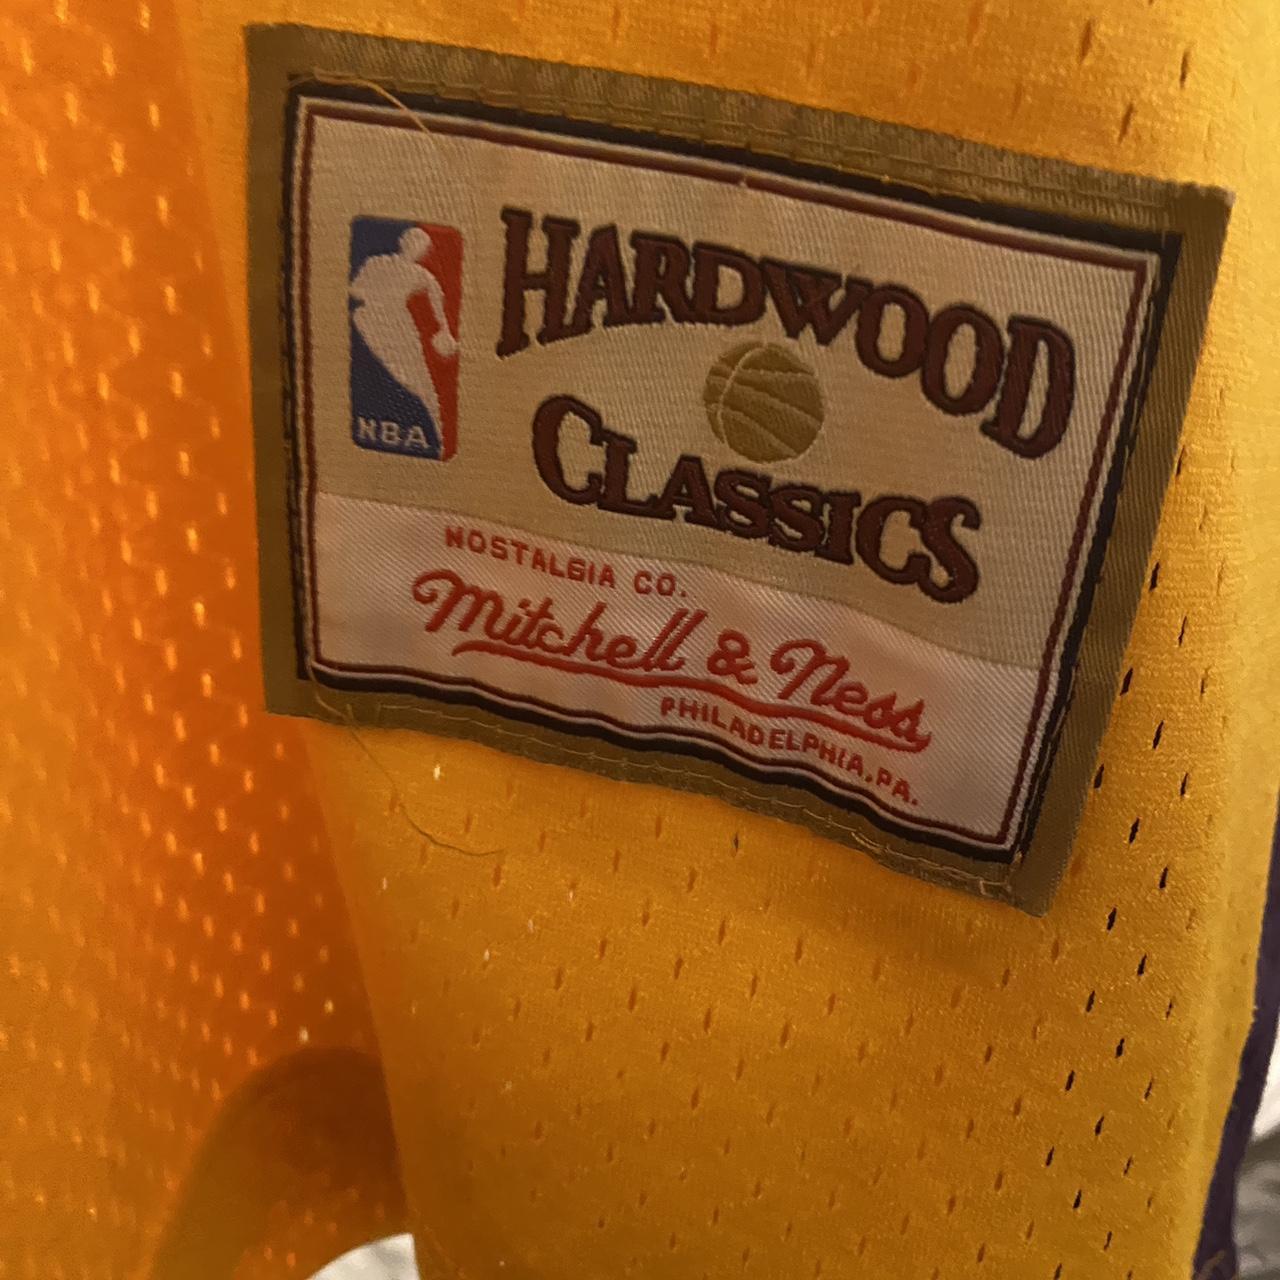 HARDWOOD
CLASSICS
NBA
NOSTALGIA CO.
Mitchell & Ness
PHILADELPHIA, PA.